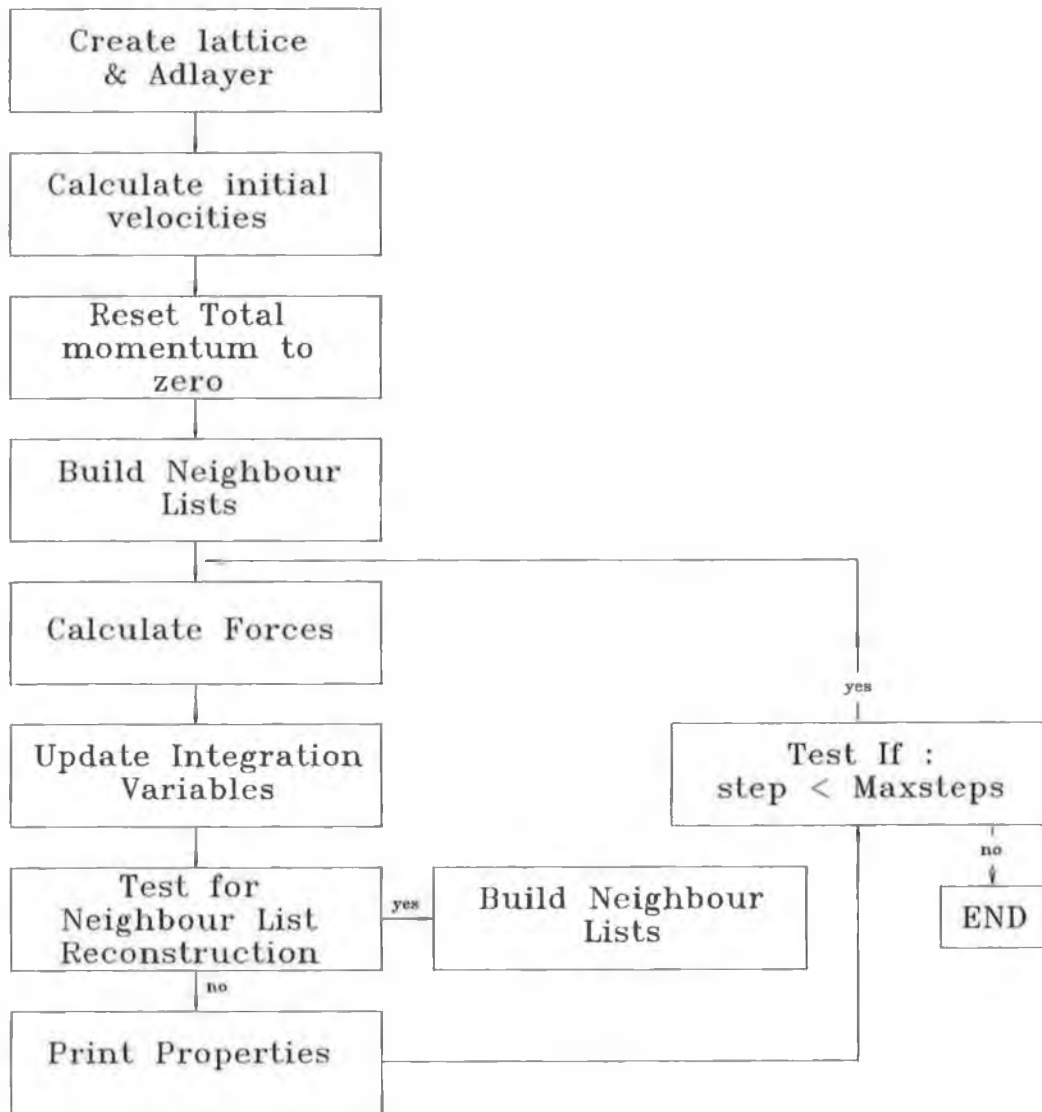 Create lattice
& Adlayer
Calculate initial
velocities
Reset Total
momentum to
zero
Build Neighbour
Lists
Calculate Forces
Update Integration
Variables
Test for
Neighbour List
Reconstruction
yes
Build Neighbour
Lists
no
Print Properties
yes
Test If :
step < Maxsteps
no
END